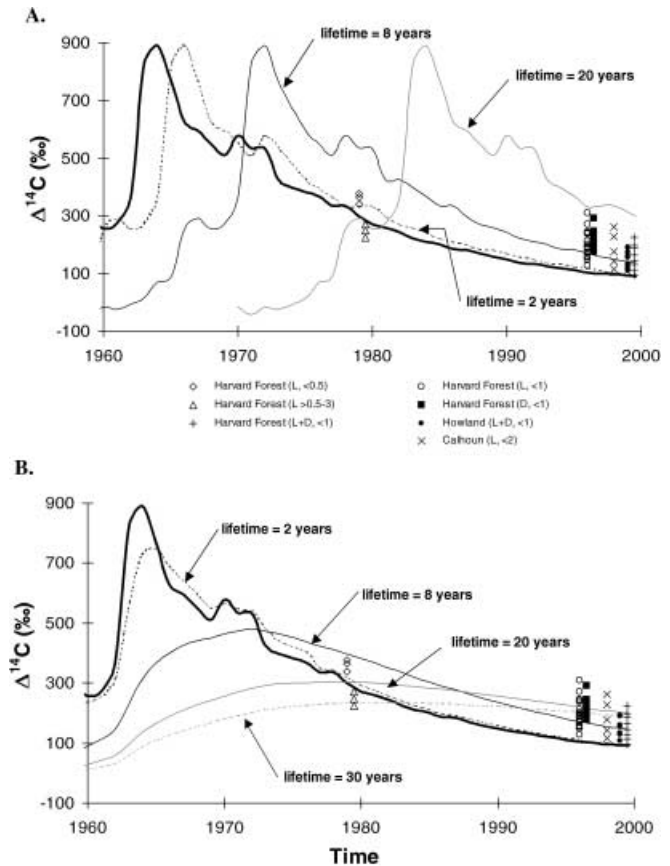 A.
900
700
500
300
100
-100
Δ14C (‰)
lifetime = 8 years
lifetime = 20 years
lifetime = 2 years
1960 1970 1980 1990 2000
Harvard Forest (L, <0.5)
Harvard Forest (L >0.5-3)
Harvard Forest (L+D, <1)
Harvard Forest (L, <1)
Harvard Forest (D, <1)
Howland (L+D, <1)
Calhoun (L, <2)
B.
900
700
500
300
100
-100
Δ14C (‰)
lifetime = 2 years
lifetime = 8 years
lifetime = 20 years
lifetime = 30 years
1960 1970 1980 1990 2000
Time